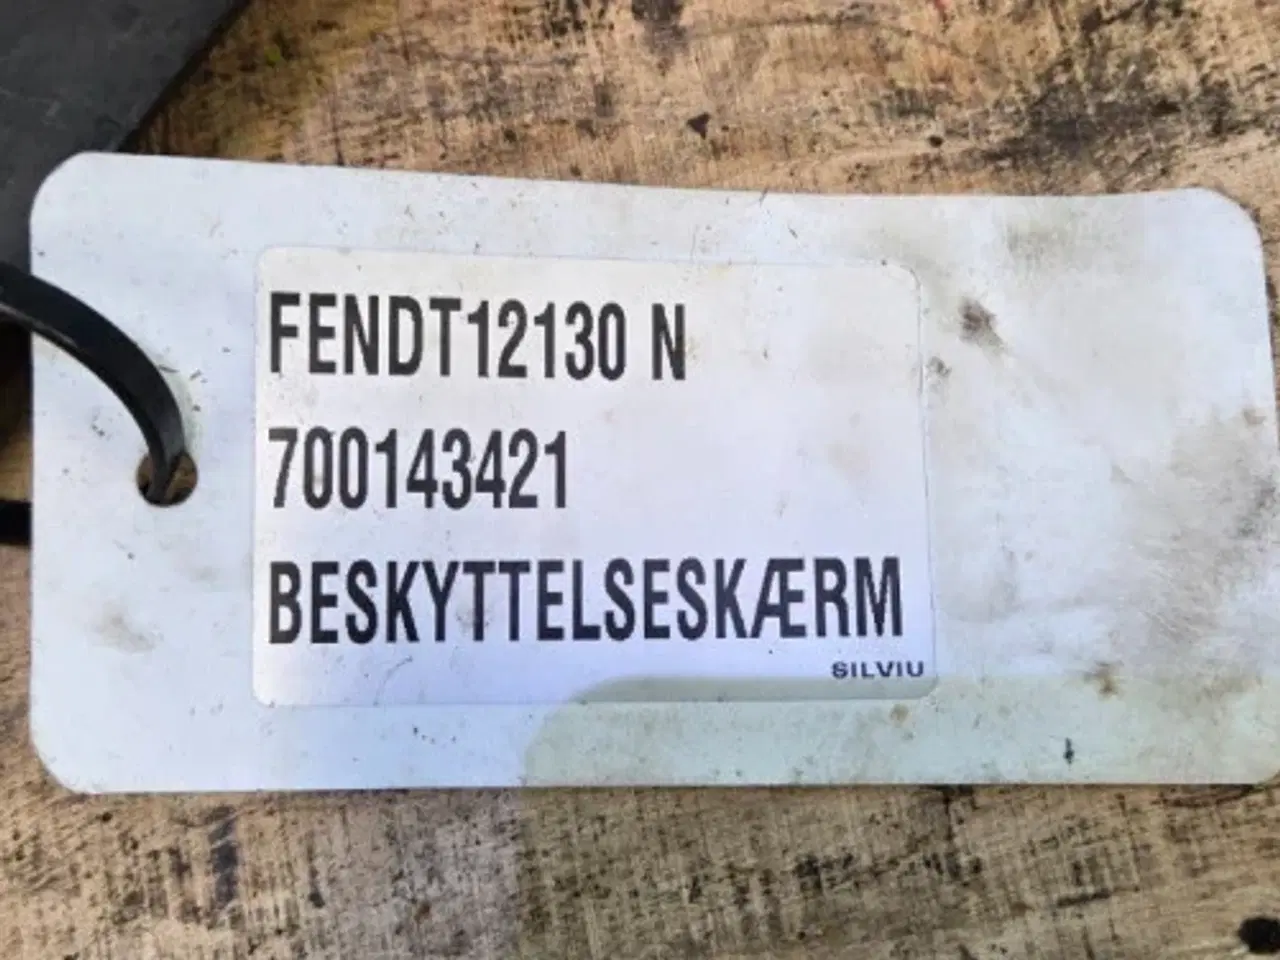 FENDT12130 N
700143421
BESKYTTELSESKÆRM
SILVIU